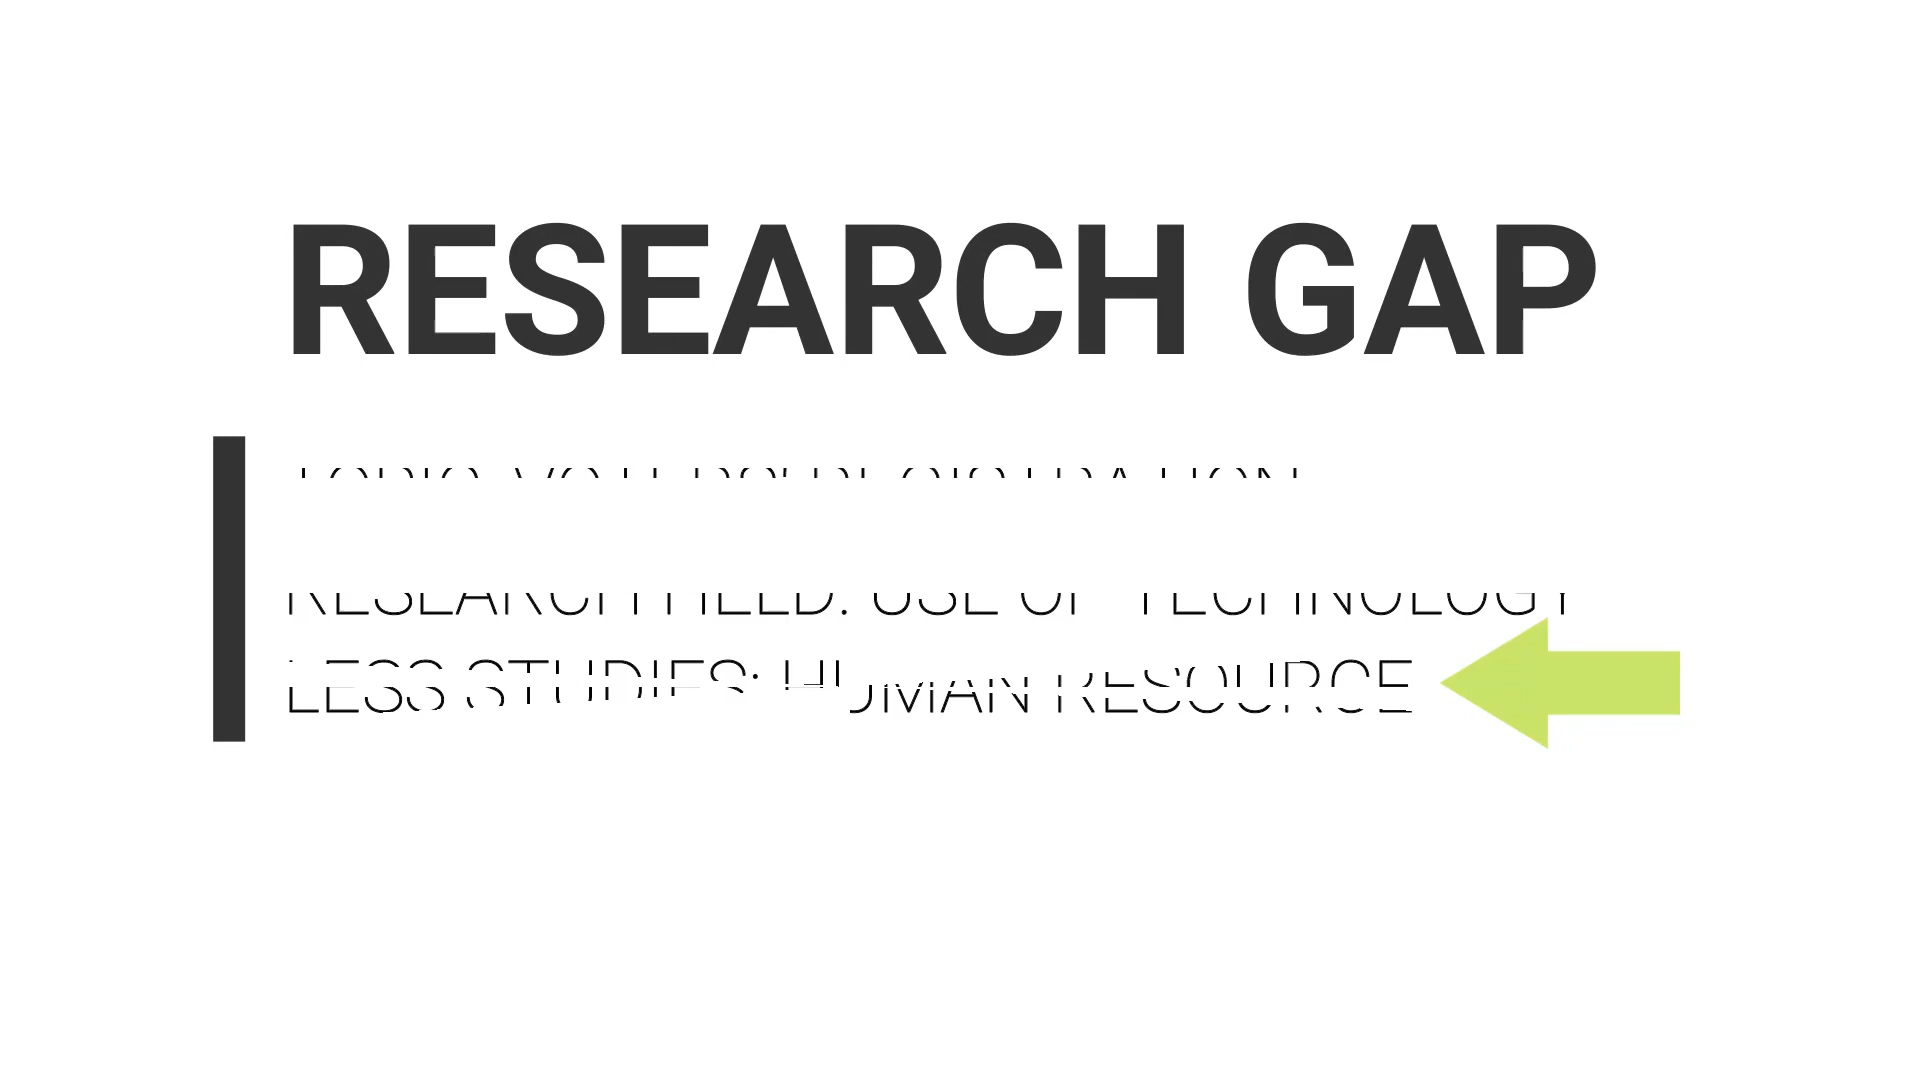 RESEARCH GAP
RESEARCH FIELD: USE OF TECHNOLOGY
LESS STUDIES: HUMAN RESOURCE